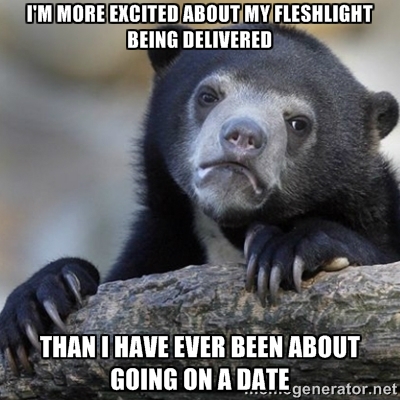 I'M MORE EXCITED ABOUT MY FLESHLIGHT
BEING DELIVERED
THAN I HAVE EVER BEEN ABOUT
GOING ON A DATE